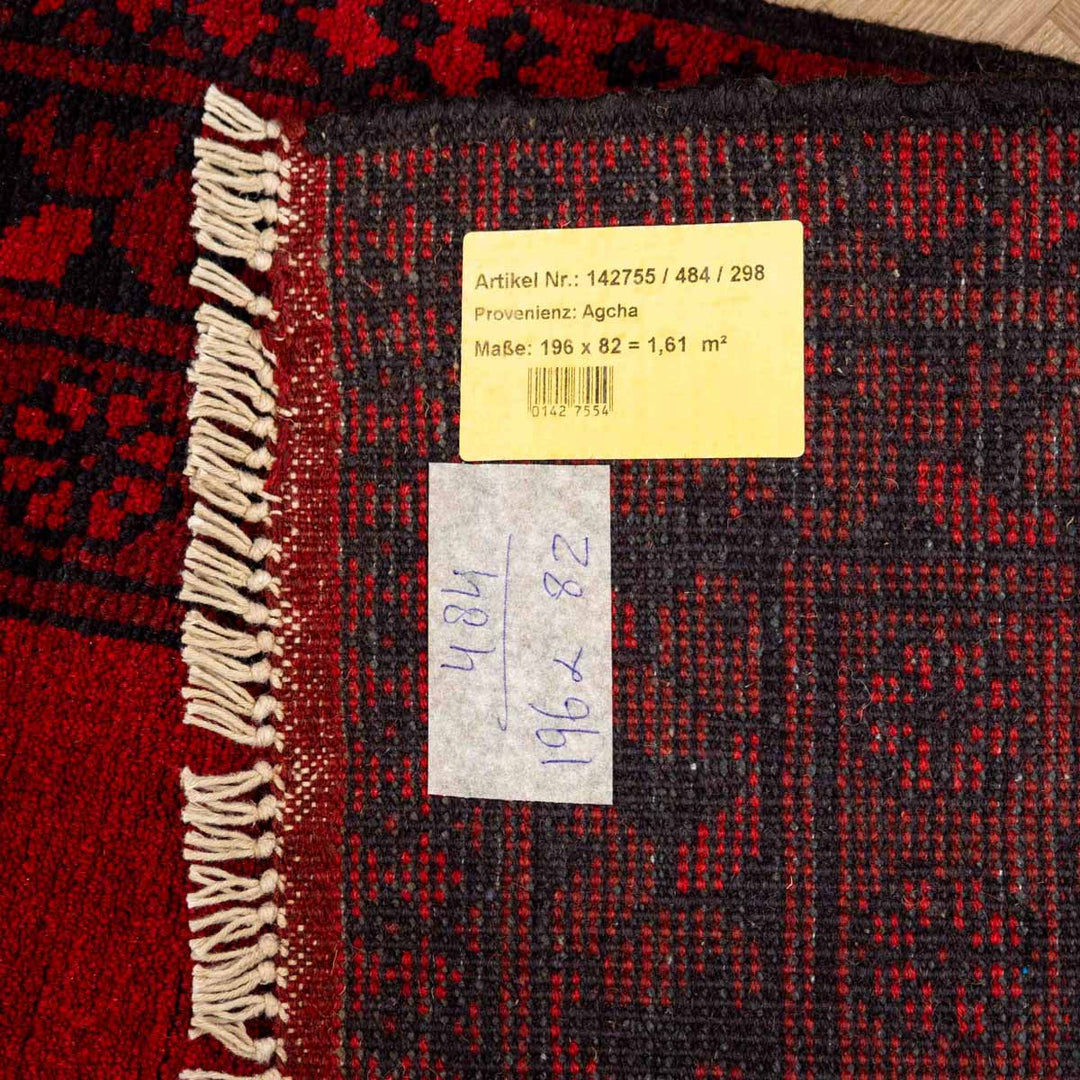 Artikel Nr.: 142755 / 484 / 298
Provenienz: Agcha
Maße: 196 x 82 = 1,61 m²
0142 7554
484
196 x 82